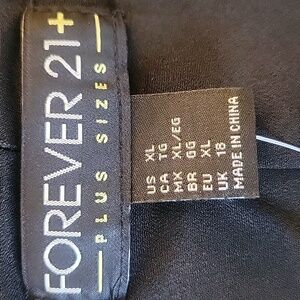 FOREVER 21+
PLUS SIZES
US XL
CA TG
MX XL/EG
BR GG
EU XL
UK 18
MADE IN CHINA